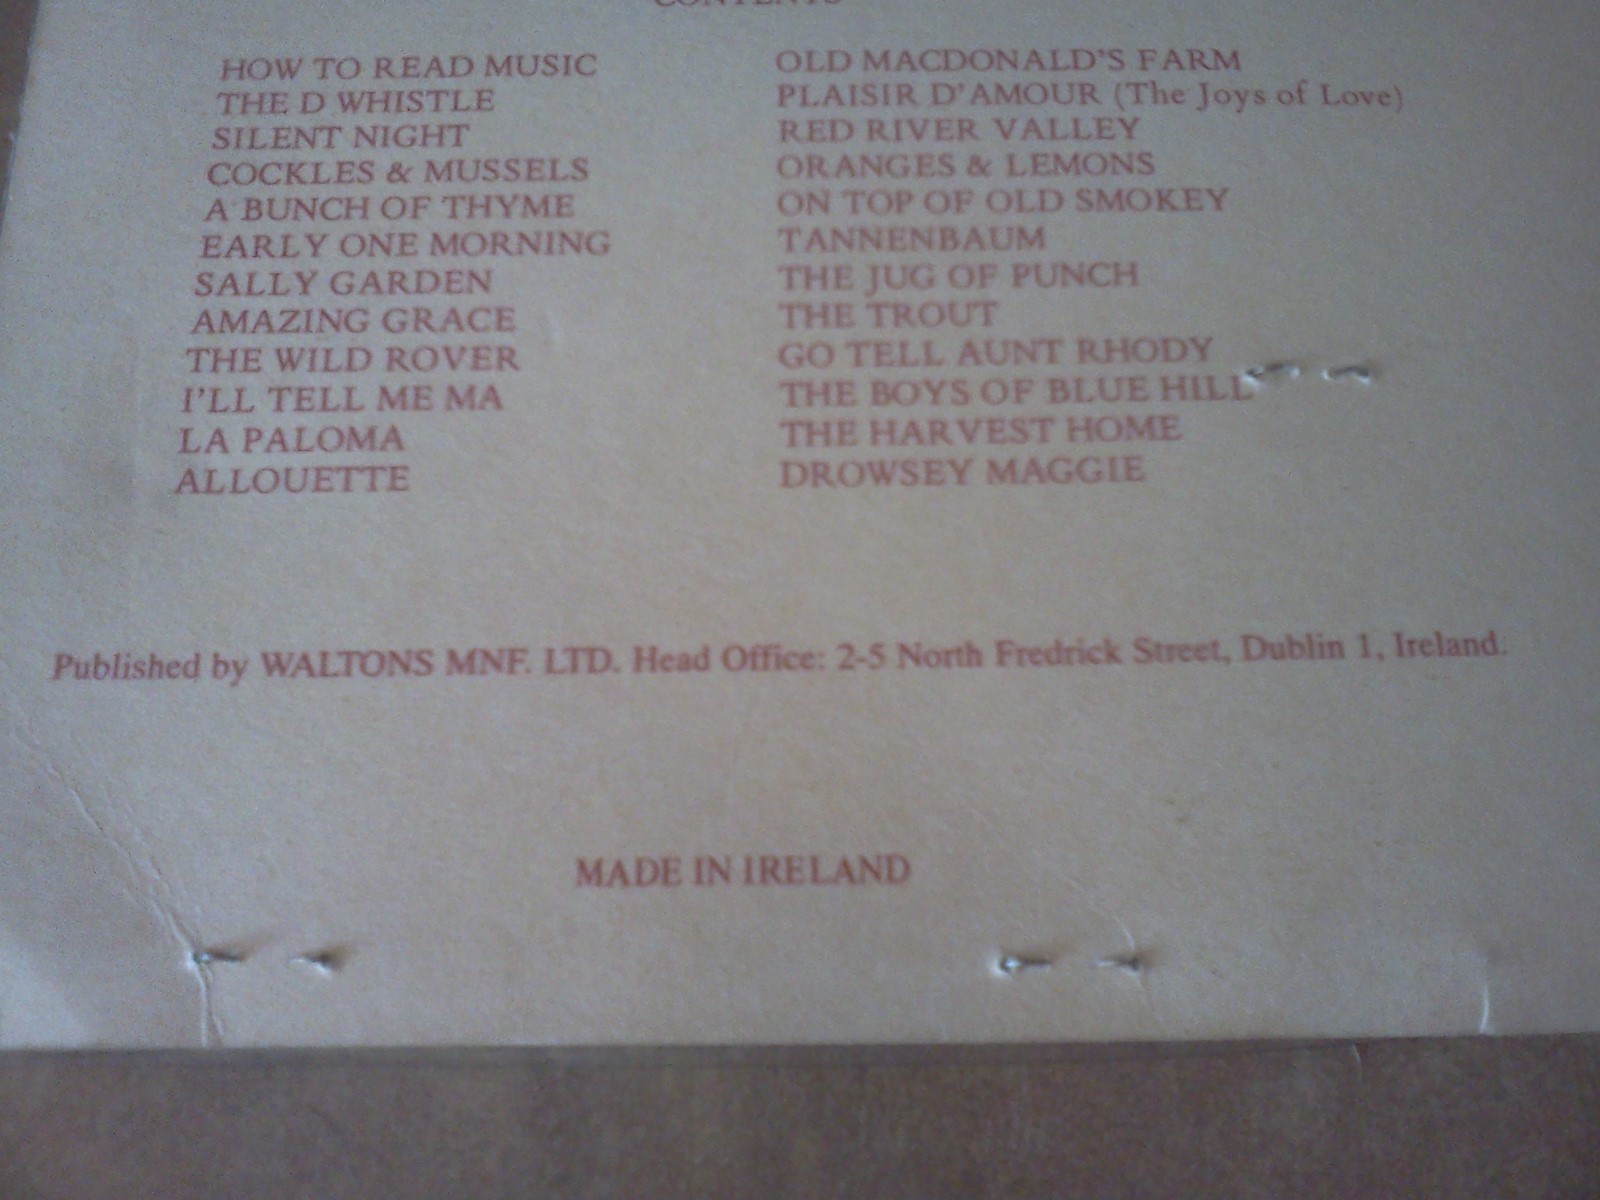 CONTENTS
HOW TO READ MUSIC
THE D WHISTLE
SILENT NIGHT
COCKLES & MUSSELS
A BUNCH OF THYME
EARLY ONE MORNING
SALLY GARDEN
AMAZING GRACE
THE WILD ROVER
I'LL TELL ME MA
LA PALOMA
ALLOUETTE
OLD MACDONALD'S FARM
PLAISIR D'AMOUR (The Joys of Love)
RED RIVER VALLEY
ORANGES & LEMONS
ON TOP OF OLD SMOKEY
TANNENBAUM
THE JUG OF PUNCH
THE TROUT
GO TELL AUNT RHODY
THE BOYS OF BLUE HILL
THE HARVEST HOME
DROWSEY MAGGIE
Published by WALTONS MNF. LTD. Head Office: 2-5 North Fredrick Street, Dublin 1, Ireland.
MADE IN IRELAND